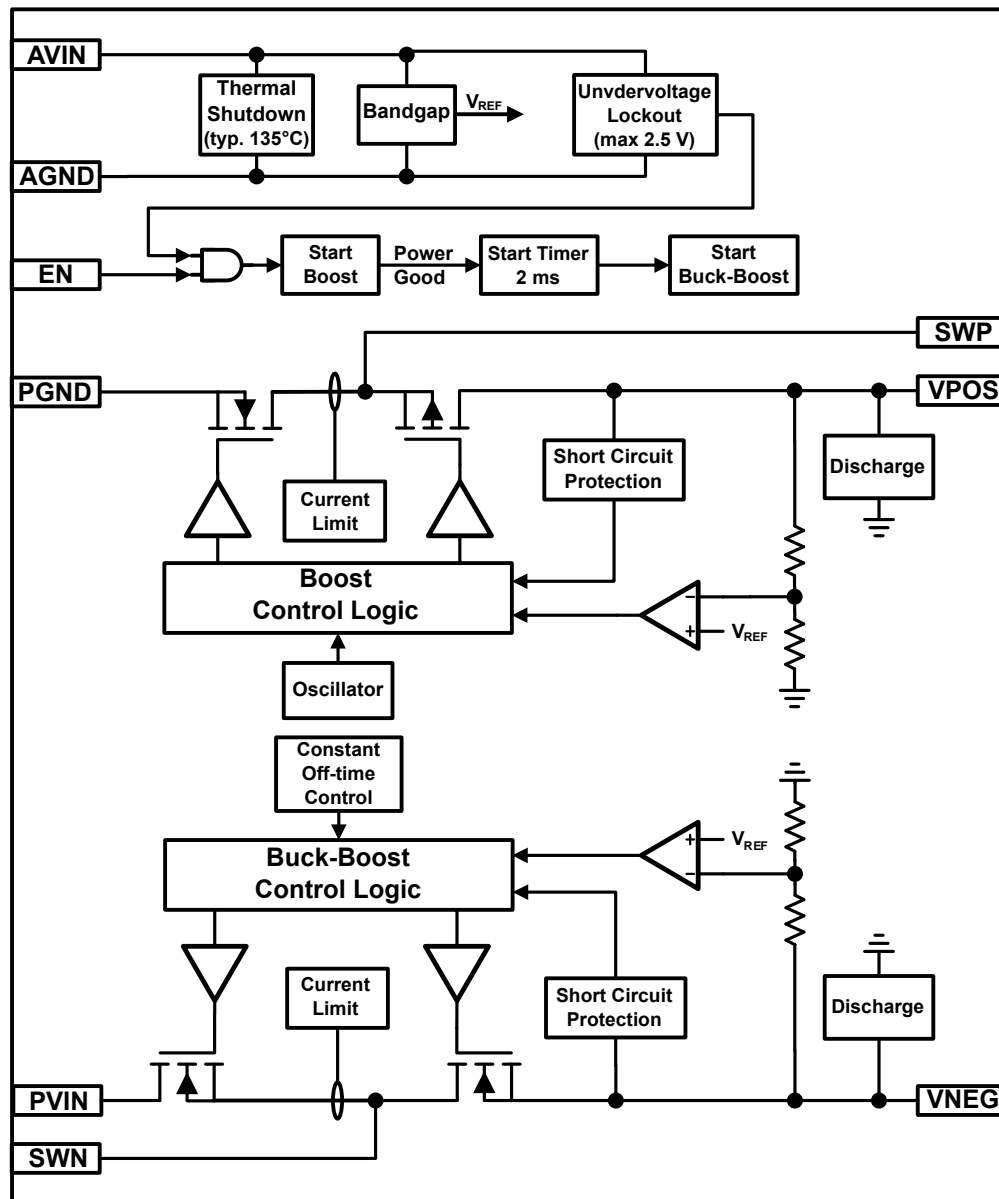 AVIN
Thermal
Shutdown
(typ. 135°C)
Bandgap
VREF
Unvdervoltage
Lockout
(max 2.5 V)
AGND
EN
Start
Boost
Power
Good
Start Timer
2 ms
Start
Buck-Boost
SWP
PGND
VPOS
Current
Limit
Short Circuit
Protection
Discharge
Boost
Control Logic
−
+
VREF
Oscillator
Constant
Off-time
Control
Buck-Boost
Control Logic
+
−
VREF
Current
Limit
Short Circuit
Protection
Discharge
PVIN
VNEG
SWN